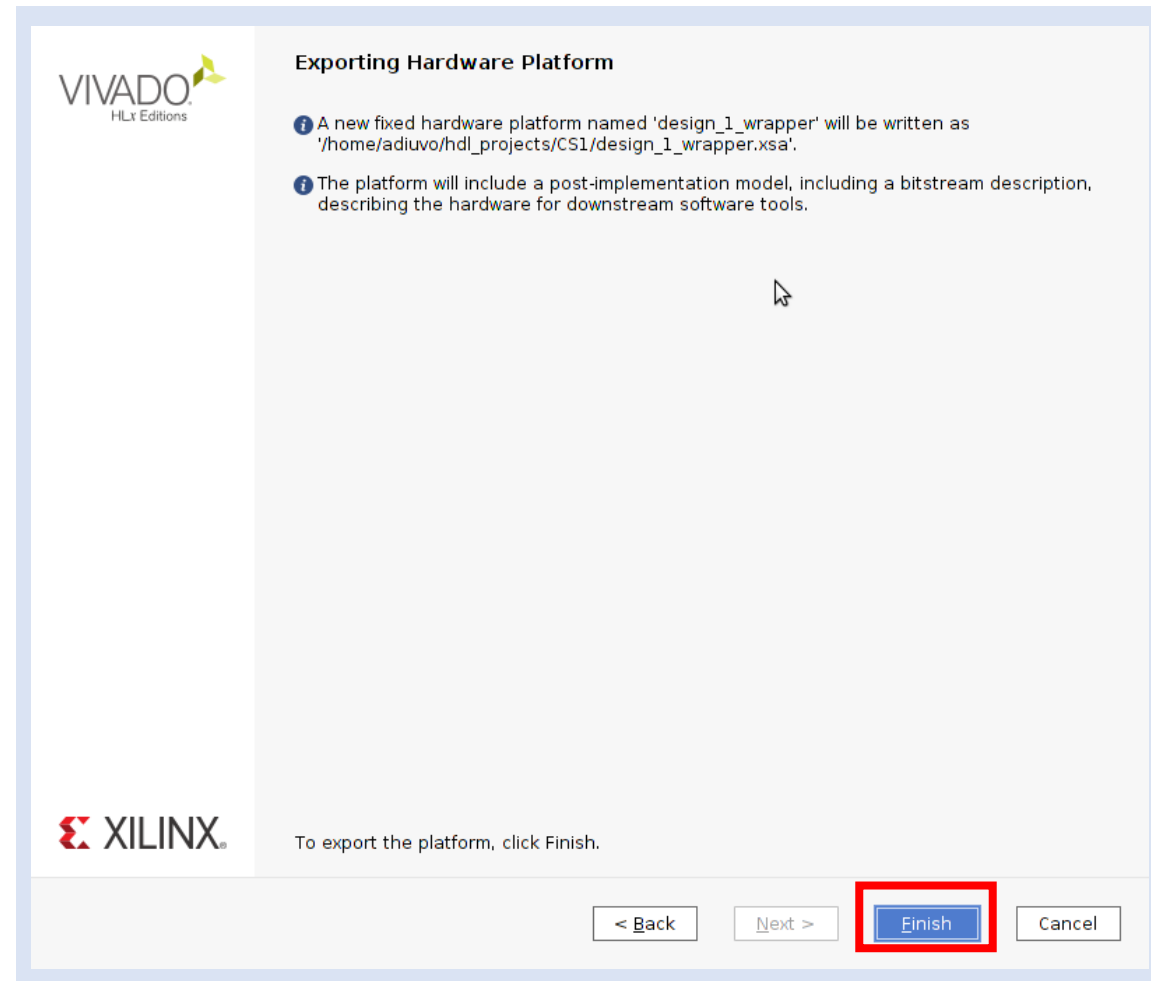 VIVADO.
HLx Editions
Exporting Hardware Platform
A new fixed hardware platform named 'design_1_wrapper' will be written as
'/home/adiuvo/hdl_projects/CS1/design_1_wrapper.xsa'.
The platform will include a post-implementation model, including a bitstream description,
describing the hardware for downstream software tools.
XILINX®
To export the platform, click Finish.
< Back
Next >
Finish
Cancel